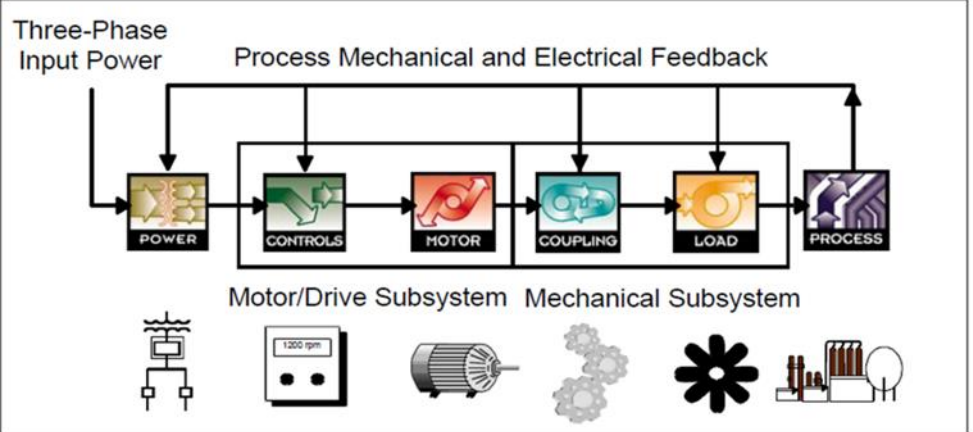 Three-Phase
Input Power
Process Mechanical and Electrical Feedback
POWER
CONTROLS
MOTOR
COUPLING
LOAD
PROCESS
Motor/Drive Subsystem
Mechanical Subsystem
1200 rpm